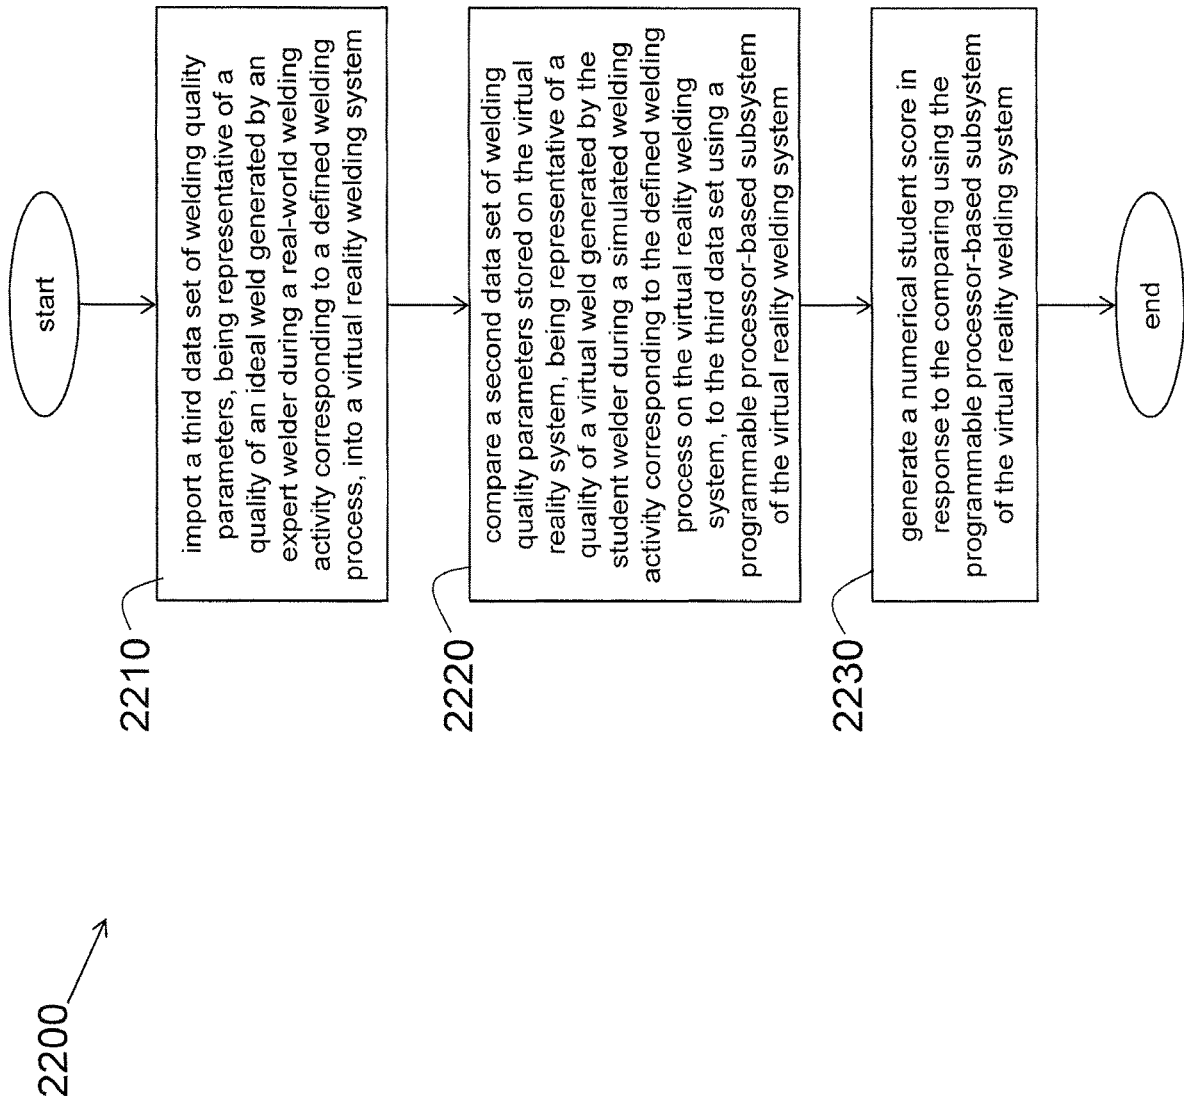 2200
start
2210
import a third data set of welding quality
parameters, being representative of a
quality of an ideal weld generated by an
expert welder during a real-world welding
activity corresponding to a defined welding
process, into a virtual reality welding system
2220
compare a second data set of welding
quality parameters stored on the virtual
reality system, being representative of a
quality of a virtual weld generated by the
student welder during a simulated welding
activity corresponding to the defined welding
process on the virtual reality welding
system, to the third data set using a
programmable processor-based subsystem
of the virtual reality welding system
2230
generate a numerical student score in
response to the comparing using the
programmable processor-based subsystem
of the virtual reality welding system
end